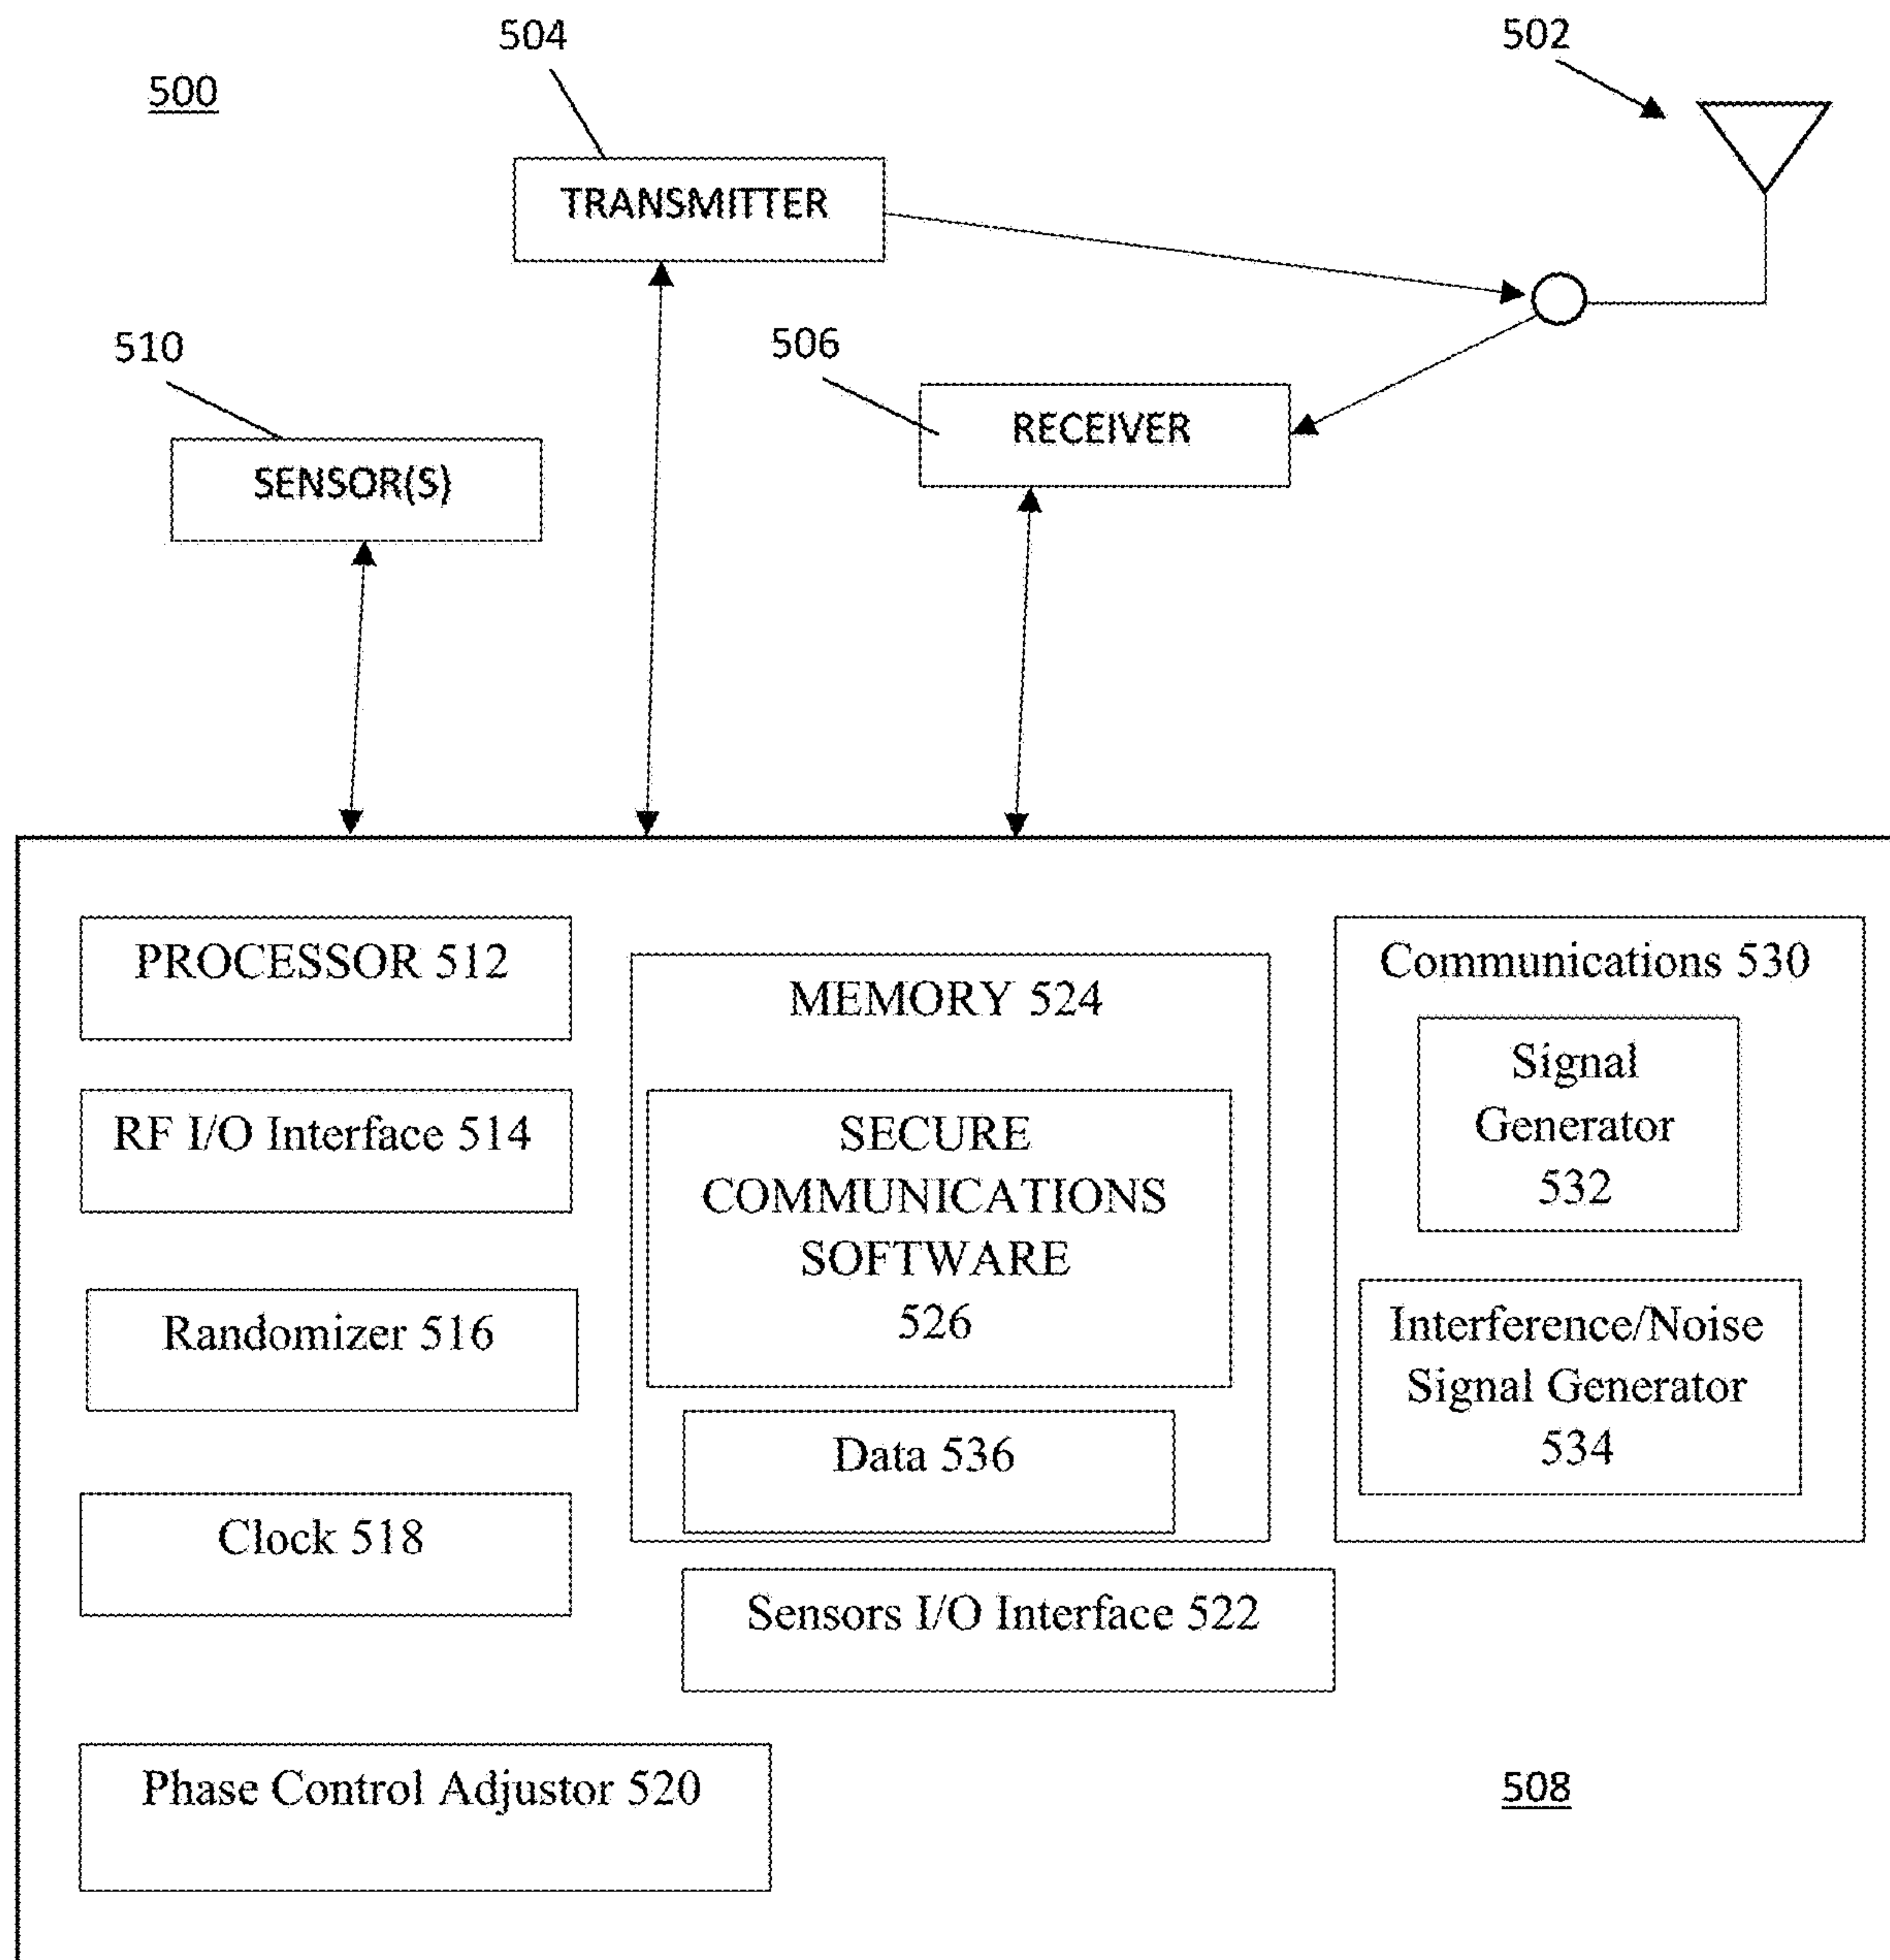 504
502
500
TRANSMITTER
510
506
RECEIVER
SENSOR(S)
PROCESSOR 512
RF I/O Interface 514
Randomizer 516
Clock 518
MEMORY 524
SECURE
COMMUNICATIONS
SOFTWARE
526
Data 536
Communications 530
Signal
Generator
532
Interference/Noise
Signal Generator
534
Sensors I/O Interface 522
Phase Control Adjustor 520
508